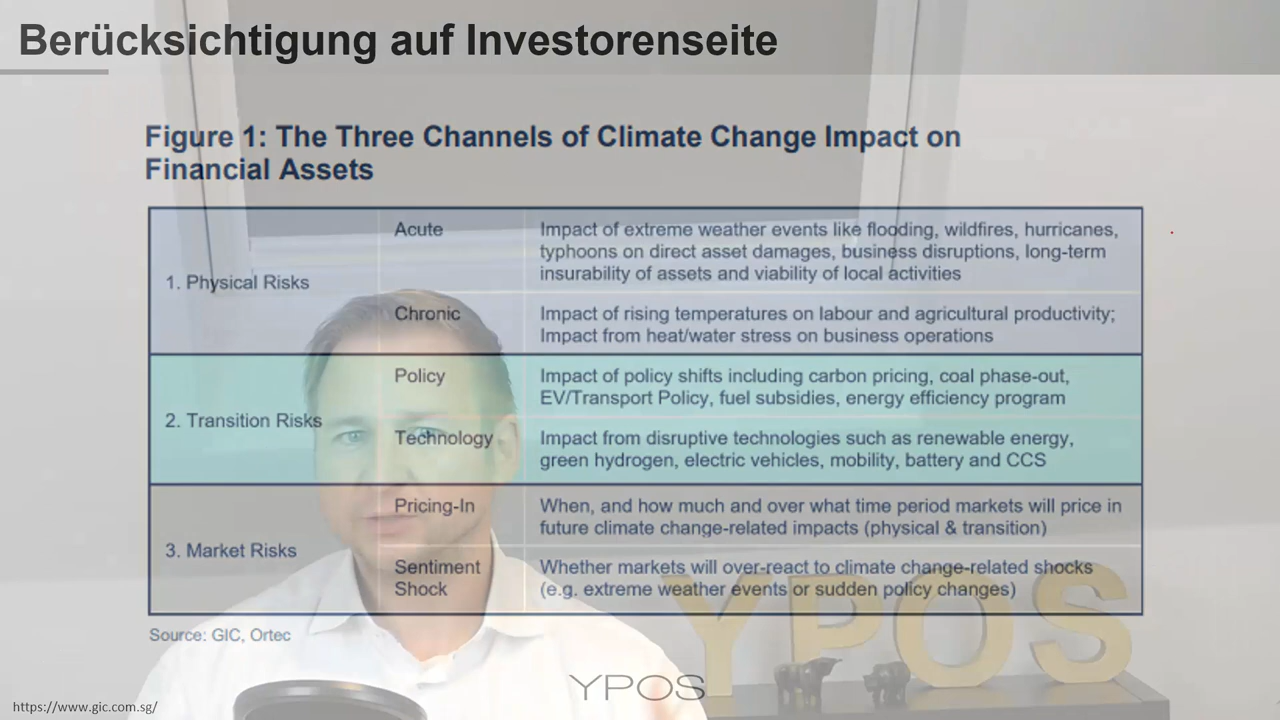 Berücksichtigung auf Investorenseite
Figure 1: The Three Channels of Climate Change Impact on
Financial Assets
1. Physical Risks
Acute
Impact of extreme weather events like flooding, wildfires, hurricanes,
typhoons on direct asset damages, business disruptions, long-term
insurability of assets and viability of local activities
Chronic
Impact of rising temperatures on labour and agricultural productivity;
Impact from heat/water stress on business operations
2. Transition Risks
Policy
Impact of policy shifts including carbon pricing, coal phase-out,
EV/Transport Policy, fuel subsidies, energy efficiency program
Technology
Impact from disruptive technologies such as renewable energy,
green hydrogen, electric vehicles, mobility, battery and CCS
3. Market Risks
Pricing-In
When, and how much and over what time period markets will price in
future climate change-related impacts (physical & transition)
Sentiment
Shock
Whether markets will over-react to climate change-related shocks
(e.g. extreme weather events or sudden policy changes)
Source: GIC, Ortec
YPOS
YPOS
https://www.gic.com.sg/